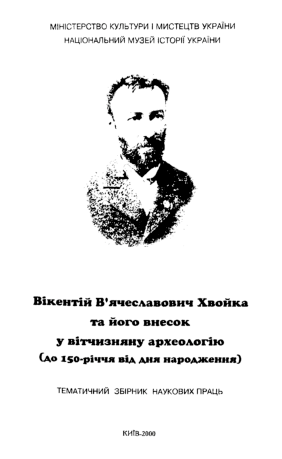 МІНІСТЕРСТВО КУЛЬТУРИ І МИСТЕЦТВ УКРАЇНИ
НАЦІОНАЛЬНИЙ МУЗЕЙ ІСТОРІЇ УКРАЇНИ
Вікентій В'ячеславович Хвойка
та його внесок
у вітчизняну археологію
(до 150-річчя від дня народження)
ТЕМАТИЧНИЙ ЗБІРНИК НАУКОВИХ ПРАЦЬ
КИЇВ-2000